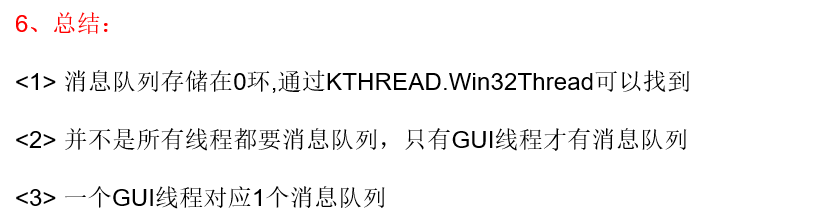 6、总结：
<1> 消息队列存储在0环,通过KTHREAD.Win32Thread可以找到
<2> 并不是所有线程都要消息队列，只有GUI线程才有消息队列
<3> 一个GUI线程对应1个消息队列